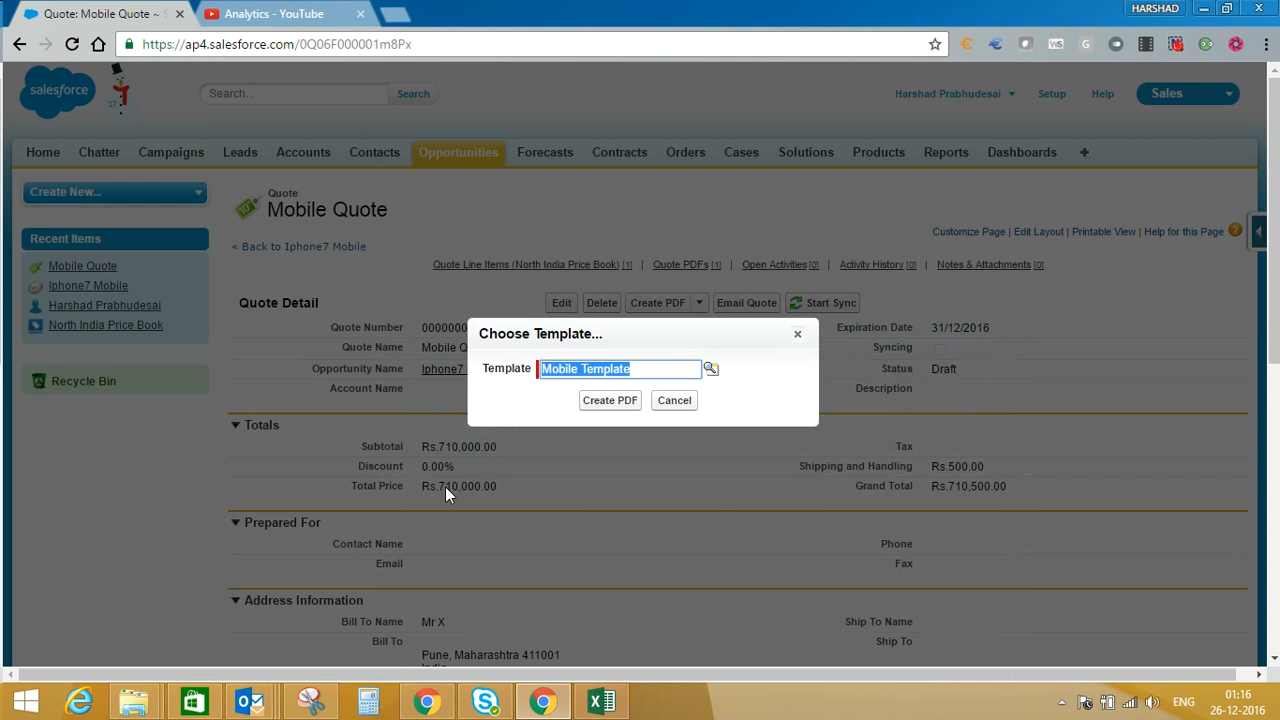 Quote: Mobile Quote ~ S
Analytics - YouTube
HARSHAD
https://ap4.salesforce.com/0Q06F000001m8Px
salesforce
'17
Search...
Search
Harshad Prabhudesai
Setup
Help
Sales
Home
Chatter
Campaigns
Leads
Accounts
Contacts
Opportunities
Forecasts
Contracts
Orders
Cases
Solutions
Products
Reports
Dashboards
Create New...
Recent Items
Mobile Quote
Iphone7 Mobile
Harshad Prabhudesai
North India Price Book
Recycle Bin
Quote
Mobile Quote
Customize Page | Edit Layout | Printable View | Help for this Page
« Back to Iphone7 Mobile
Quote Line Items (North India Price Book) [1] | Quote PDFs [1] | Open Activities [0] | Activity History [0] | Notes & Attachments [0]
Quote Detail
Edit
Delete
Create PDF
Email Quote
Start Sync
Quote Number 0000000
Expiration Date 31/12/2016
Quote Name Mobile Q
Syncing
Opportunity Name Iphone7
Status Draft
Account Name
Description
Choose Template...
Template Mobile Template
Create PDF
Cancel
Totals
Subtotal Rs.710,000.00
Tax
Discount 0.00%
Shipping and Handling Rs.500.00
Total Price Rs.710,000.00
Grand Total Rs.710,500.00
Prepared For
Contact Name
Phone
Email
Fax
Address Information
Bill To Name Mr X
Ship To Name
Bill To
Ship To
Pune, Maharashtra 411001
ENG
01:16
26-12-2016